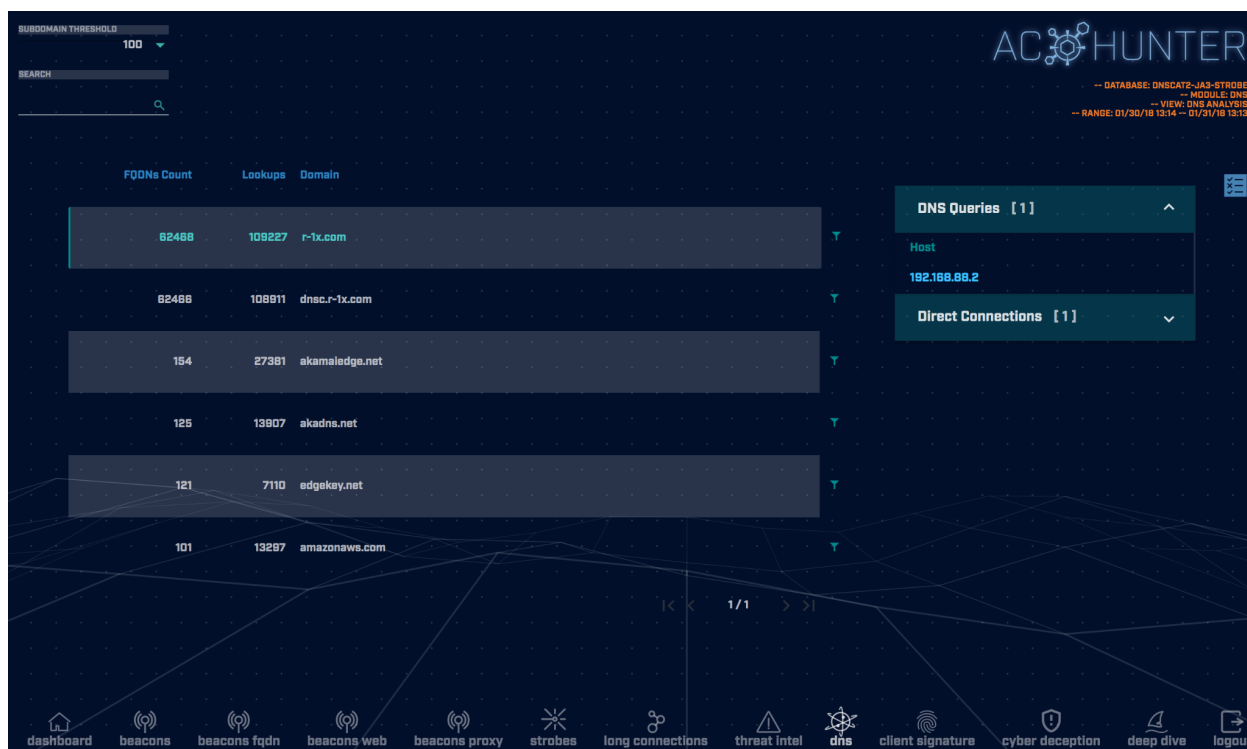 SUBDOMAIN THRESHOLD
100
SEARCH
AC HUNTER
-- DATABASE: DNSCAT2-JA3-STROBE
-- MODULE: DNS
-- VIEW: DNS ANALYSIS
-- RANGE: 01/30/18 13:14 -- 01/31/18 13:13
FQDNs Count Lookups Domain
62468 109227 r-1x.com
62466 108911 dnsc.r-1x.com
154 27381 akamaiedge.net
125 13907 akadns.net
121 7110 edgekey.net
101 13297 amazonaws.com
1 / 1
DNS Queries [ 1 ]
Host
192.168.88.2
Direct Connections [ 1 ]
dashboard beacons beacons fqdn beacons web beacons proxy strobes long connections threat intel dns client signature cyber deception deep dive logou